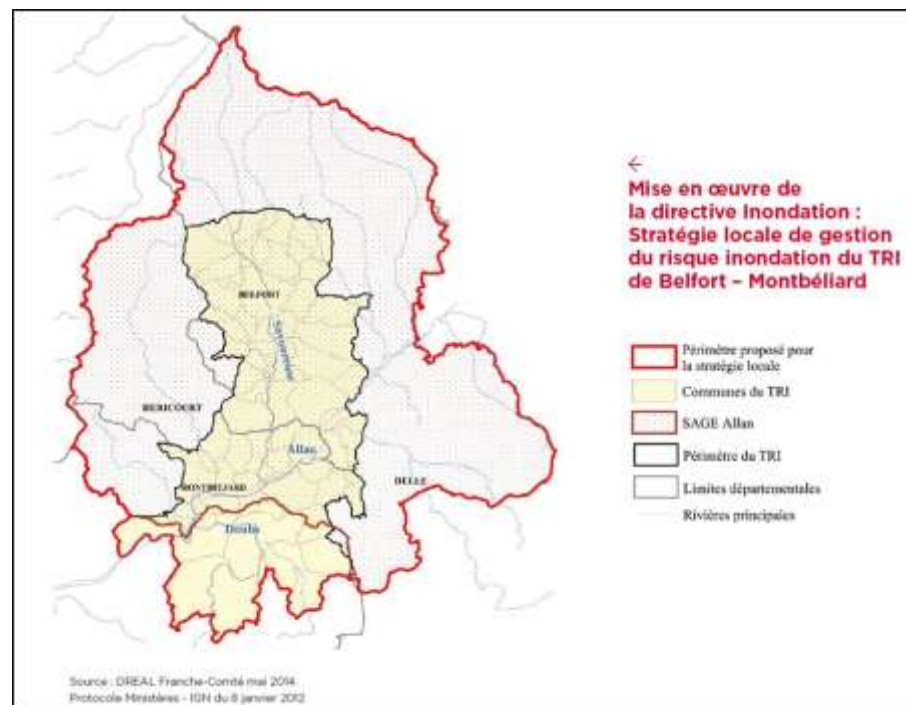 ←
Mise en œuvre de
la directive Inondation :
Stratégie locale de gestion
du risque inondation du TRI
de Belfort – Montbéliard
Périmètre proposé pour
la stratégie locale
Communes du TRI
SAGE Allan
Périmètre du TRI
Limites départementales
Rivières principales
BELFORT
Savoureuse
HERICOURT
Allan
MONTBELIARD
DELLE
Doubs
Source : DREAL Franche-Comté mai 2014
Protocole Ministères - IGN du 8 janvier 2012